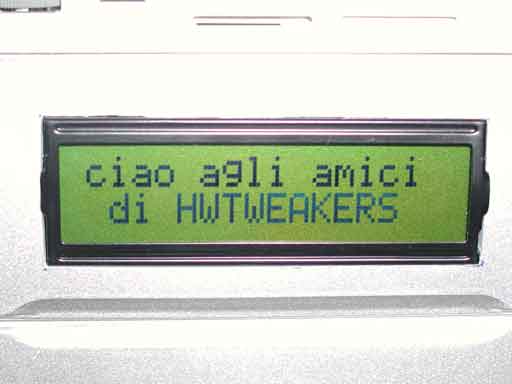 ciao agli amici
di HWTWEAKERS